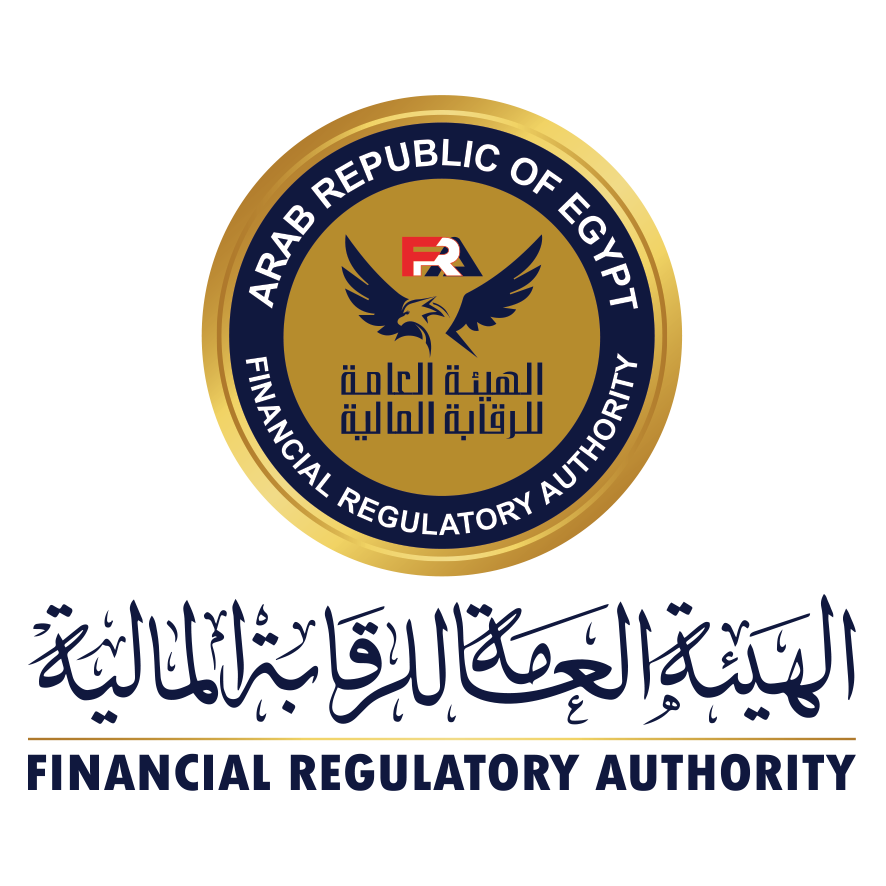 ARAB REPUBLIC OF EGYPT
FRA
الهيئة العامة
للرقابة المالية
FINANCIAL REGULATORY AUTHORITY
الهيئة العامة للرقابة المالية
FINANCIAL REGULATORY AUTHORITY